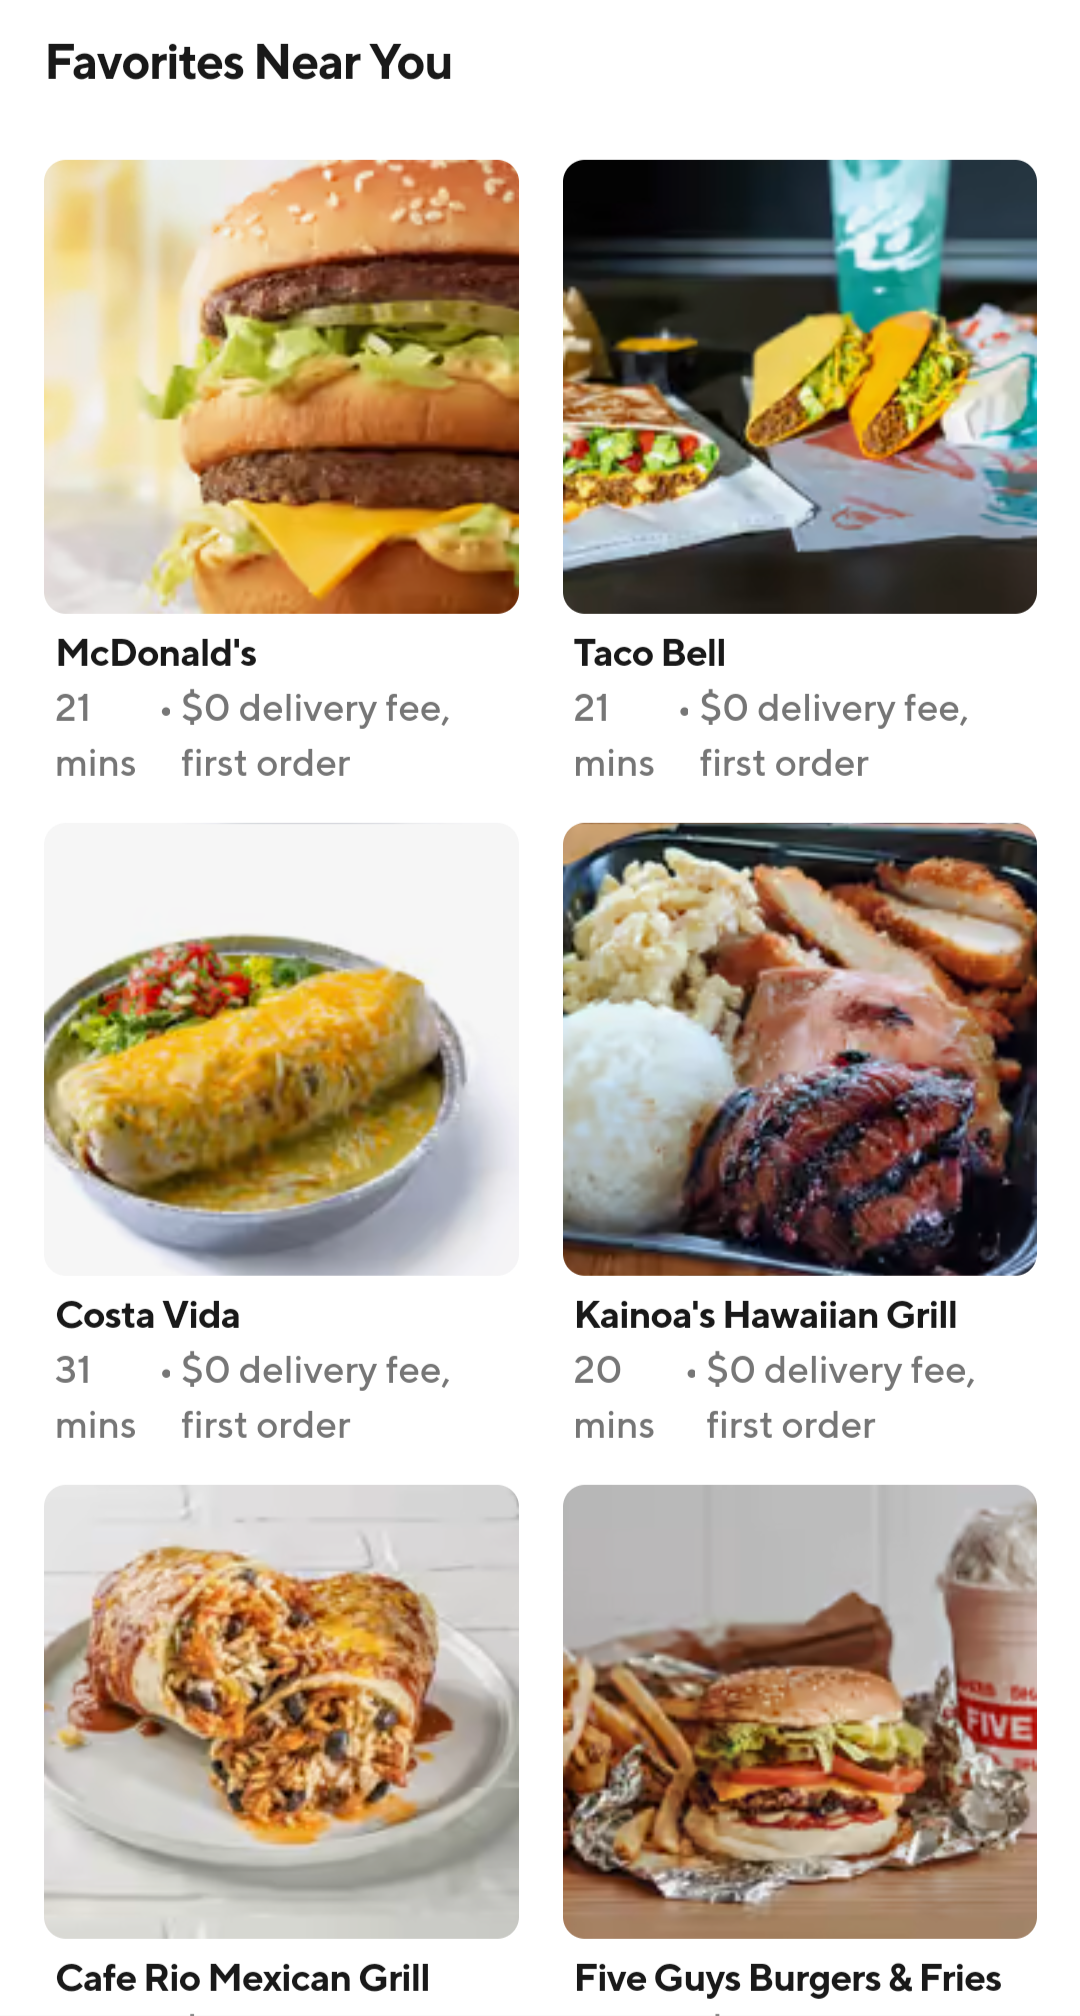 Favorites Near You
McDonald's
21 mins • $0 delivery fee, first order
Taco Bell
21 mins • $0 delivery fee, first order
Costa Vida
31 mins • $0 delivery fee, first order
Kainoa's Hawaiian Grill
20 mins • $0 delivery fee, first order
FIVE
Cafe Rio Mexican Grill
Five Guys Burgers & Fries